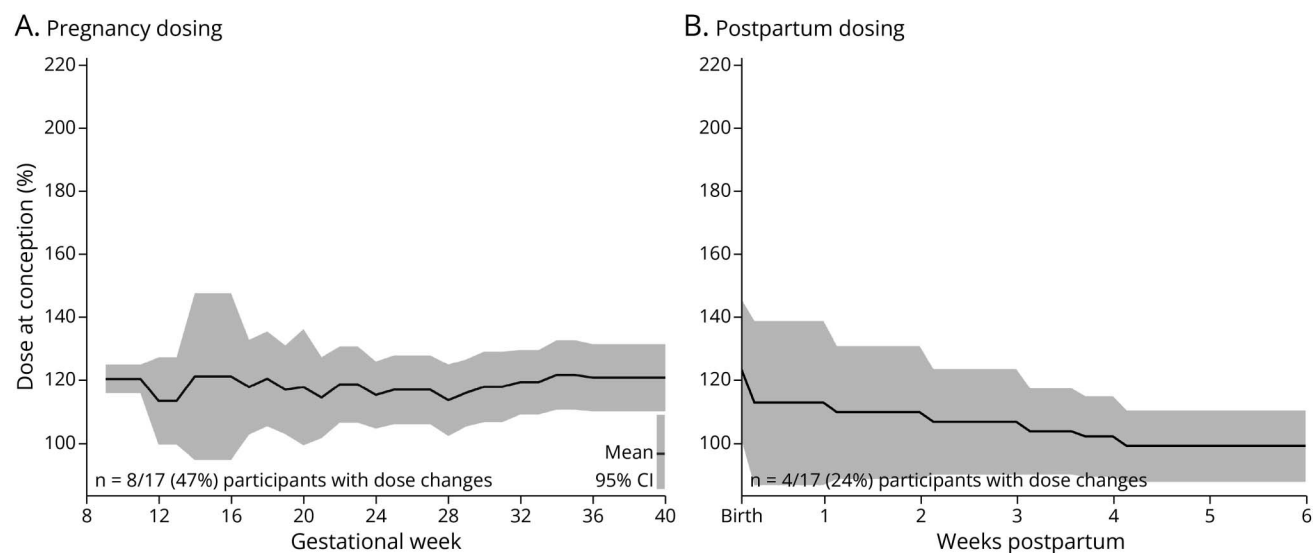 A. Pregnancy dosing
Dose at conception (%)
220
200
180
160
140
120
100
Mean
95% CI
n = 8/17 (47%) participants with dose changes
8 12 16 20 24 28 32 36 40
Gestational week
B. Postpartum dosing
220
200
180
160
140
120
100
n = 4/17 (24%) participants with dose changes
Birth 1 2 3 4 5 6
Weeks postpartum